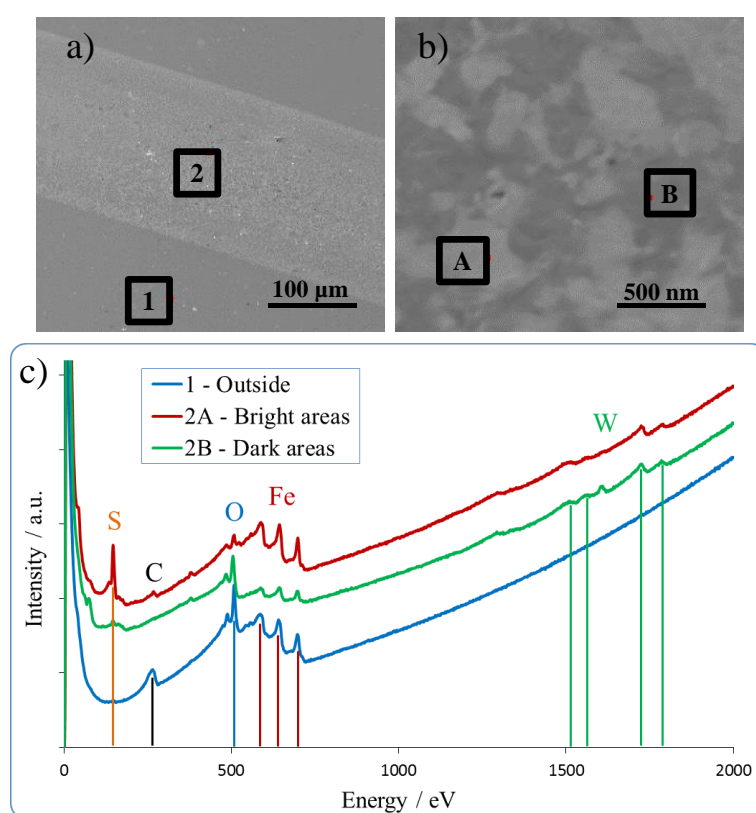 a)
2
1
100 µm
b)
B
A
500 nm
c)
1 - Outside
2A - Bright areas
2B - Dark areas
S
C
O
Fe
W
Intensity / a.u.
0
500
1000
1500
2000
Energy / eV